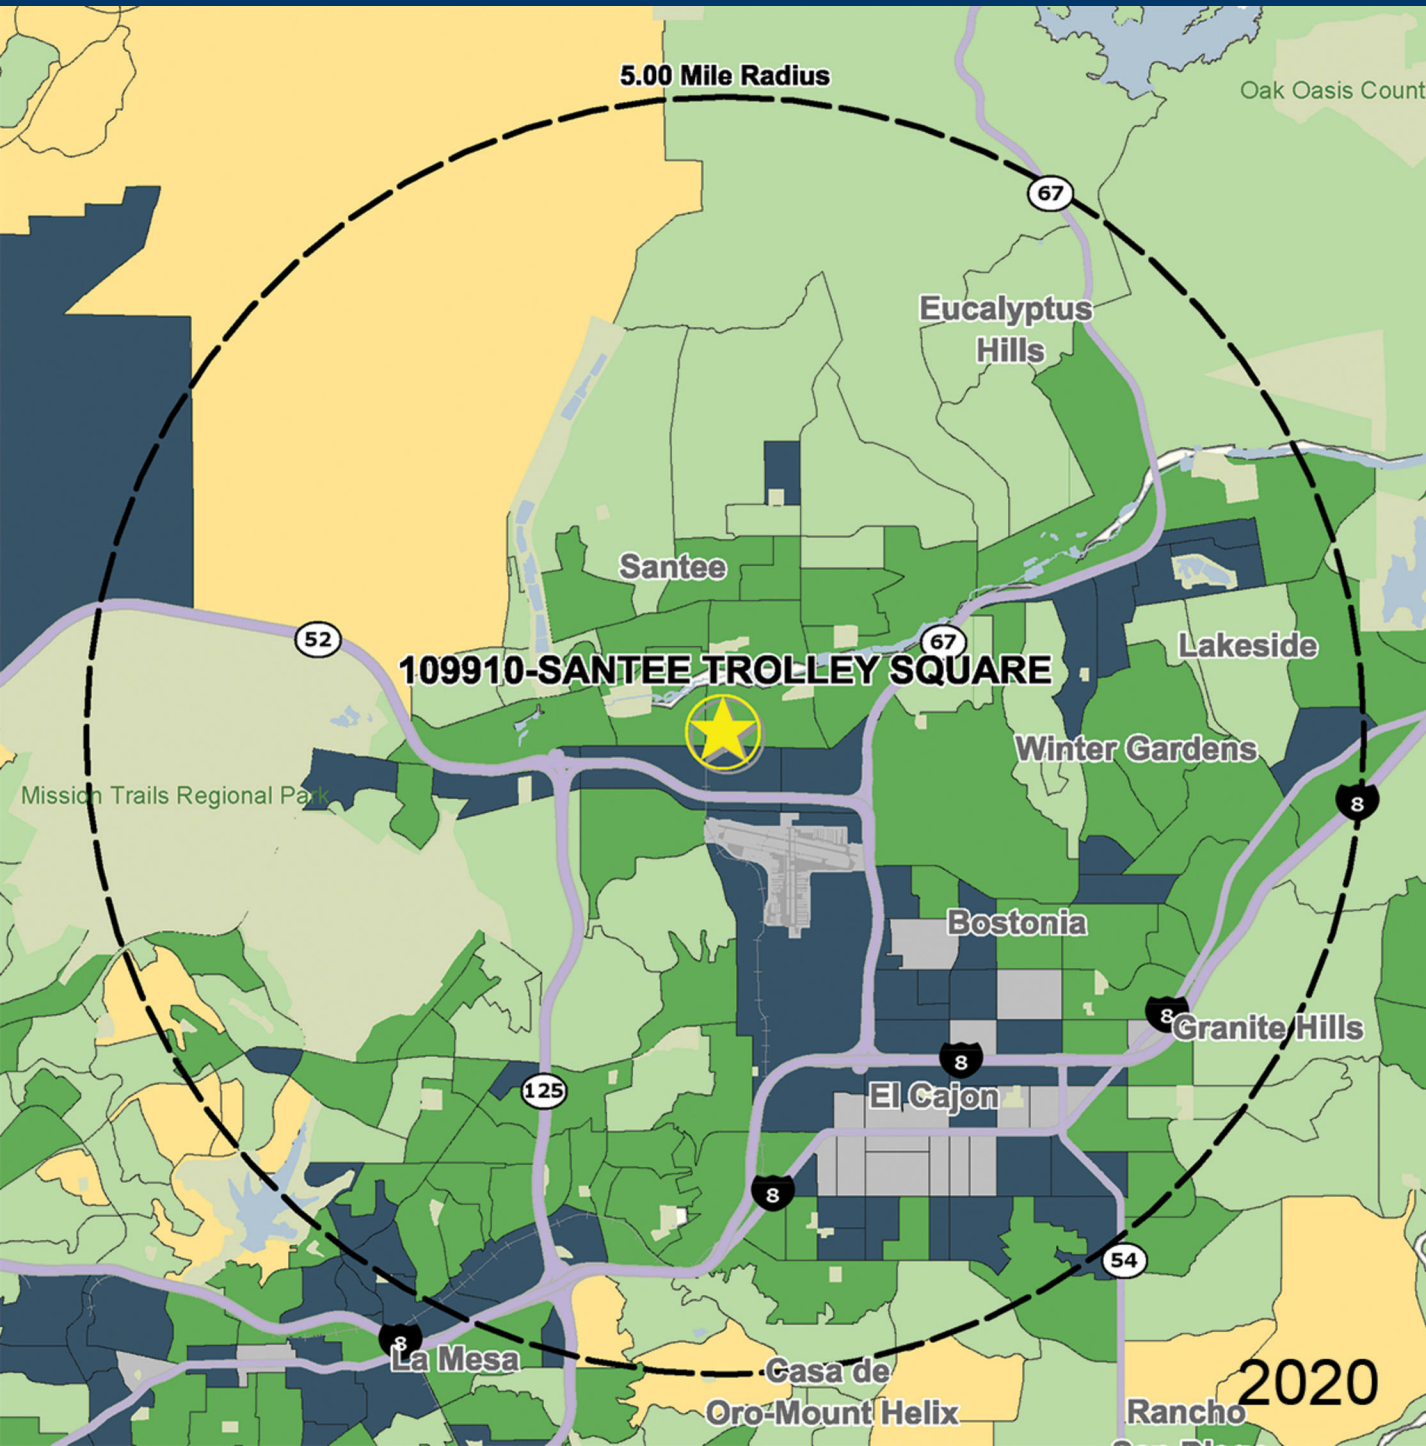 5.00 Mile Radius
Oak Oasis Count
67
Eucalyptus
Hills
Santee
52
67
Lakeside
109910-SANTEE TROLLEY SQUARE
Winter Gardens
Mission Trails Regional Park
8
Bostonia
8
Granite Hills
8
125
El Cajon
8
54
8
La Mesa
Casa de
Oro-Mount Helix
2020
Rancho